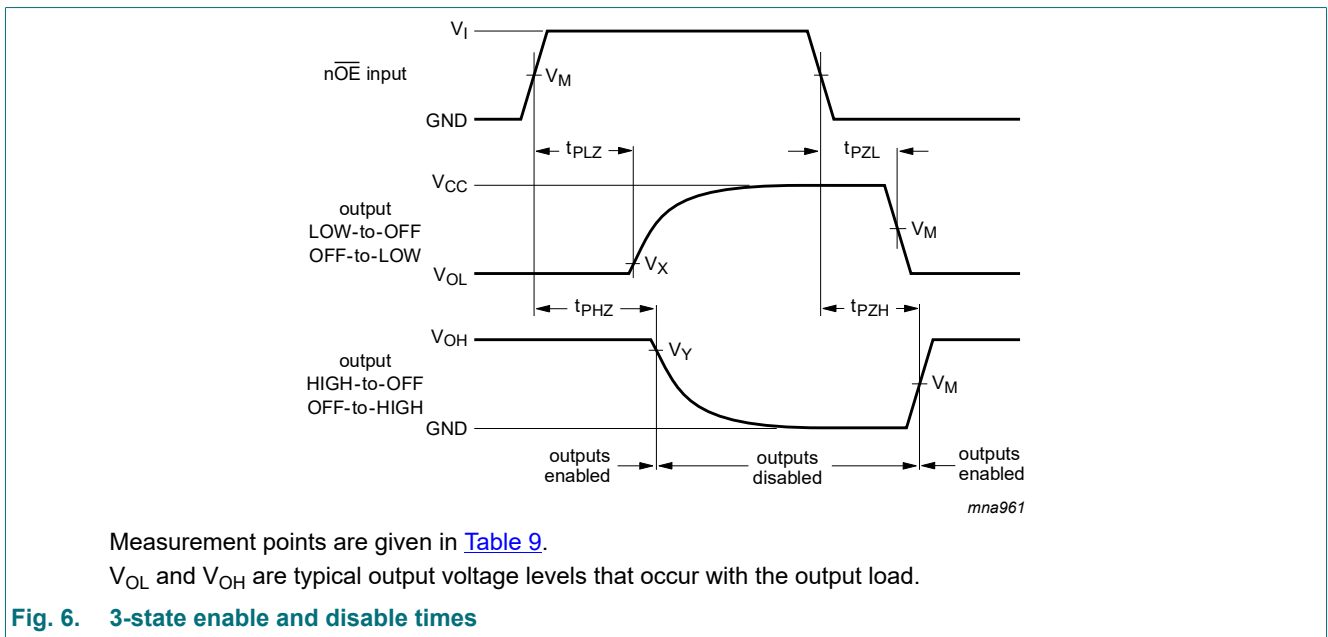 V_I
nO̅E̅ input
V_M
GND
t_PLZ
t_PZL
V_CC
output
LOW-to-OFF
OFF-to-LOW
V_M
V_X
V_OL
t_PHZ
t_PZH
V_OH
V_Y
output
HIGH-to-OFF
OFF-to-HIGH
V_M
GND
outputs
enabled
outputs
disabled
outputs
enabled
mna961
Measurement points are given in Table 9.
V_OL and V_OH are typical output voltage levels that occur with the output load.
Fig. 6. 3-state enable and disable times